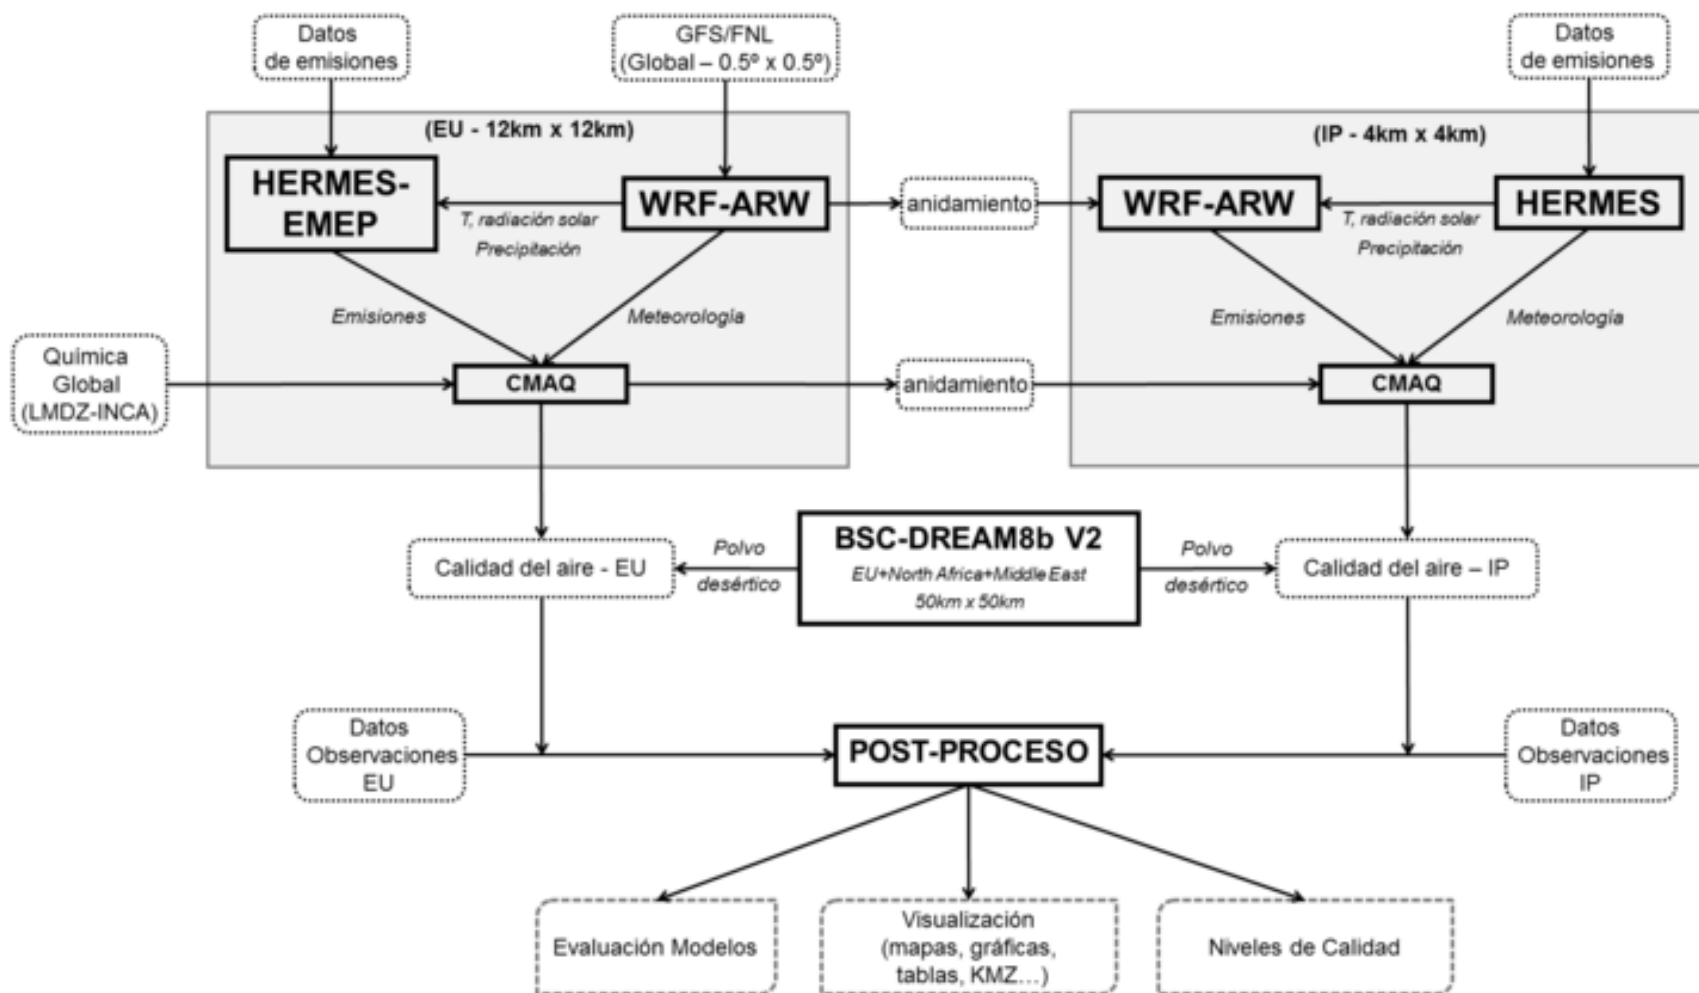 Datos
de emisiones
GFS/FNL
(Global – 0.5º x 0.5º)
Datos
de emisiones
(EU - 12km x 12km)
(IP - 4km x 4km)
HERMES-
EMEP
WRF-ARW
anidamiento
WRF-ARW
HERMES
T, radiación solar
Precipitación
T, radiación solar
Precipitación
Emisiones
Meteorología
Emisiones
Meteorología
Química
Global
(LMDZ-INCA)
CMAQ
anidamiento
CMAQ
Calidad del aire - EU
Polvo
desértico
BSC-DREAM8b V2
EU+North Africa+Middle East
50km x 50km
Polvo
desértico
Calidad del aire – IP
Datos
Observaciones
EU
POST-PROCESO
Datos
Observaciones
IP
Evaluación Modelos
Visualización
(mapas, gráficas,
tablas, KMZ...)
Niveles de Calidad